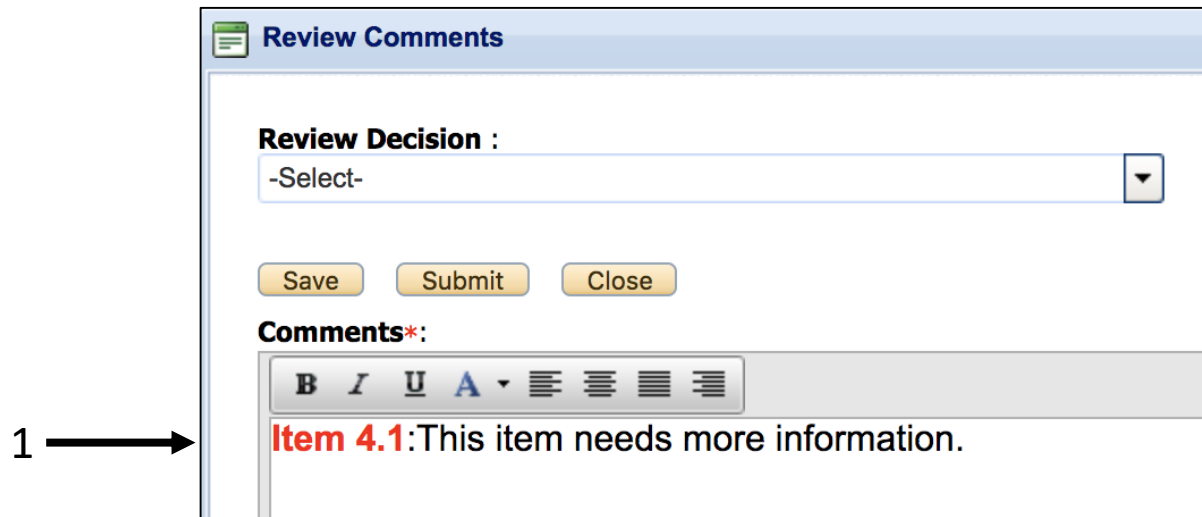 Review Comments
Review Decision :
-Select-
Save Submit Close
Comments*:
B I U A
1 Item 4.1:This item needs more information.